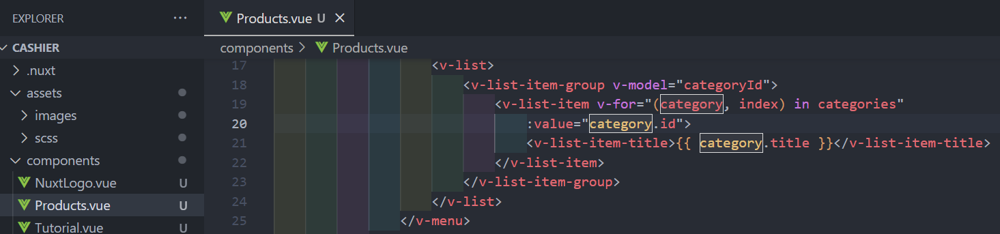 EXPLORER ...
CASHIER
.nuxt
assets
images
scss
components
NuxtLogo.vue U
Products.vue U
Tutorial.vue U
Products.vue U
components > Products.vue
17 <v-list>
18 <v-list-item-group v-model="categoryId">
19 <v-list-item v-for="(category, index) in categories"
20 :value="category.id">
21 <v-list-item-title>{{ category.title }}</v-list-item-title>
22 </v-list-item>
23 </v-list-item-group>
24 </v-list>
25 </v-menu>